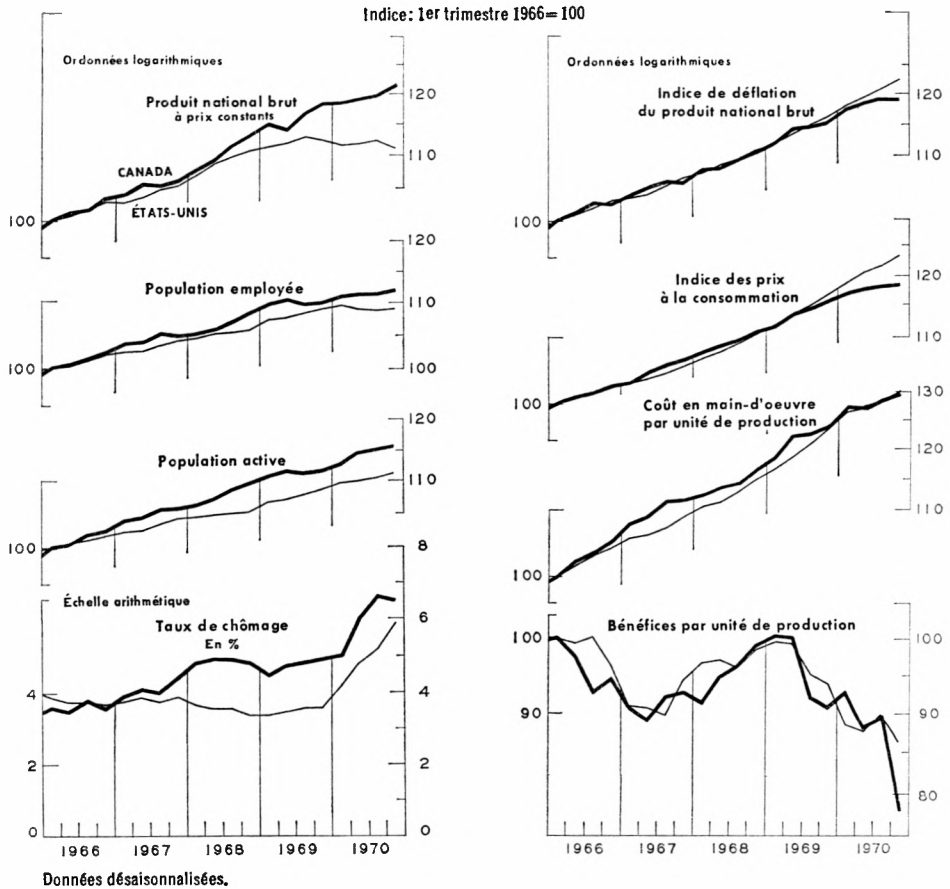 Indice: 1er trimestre 1966=100
Ordonnées logarithmiques
Produit national brut
à prix constants
CANADA
ÉTATS-UNIS
120
110
100
Population employée
120
110
100
100
Population active
120
110
100
Échelle arithmétique
Taux de chômage
En %
8
6
4
2
0
4
2
0
1966 1967 1968 1969 1970
Ordonnées logarithmiques
Indice de déflation
du produit national brut
120
110
100
Indice des prix
à la consommation
120
110
100
Coût en main-d'oeuvre
par unité de production
130
120
110
100
Bénéfices par unité de production
100
90
100
90
80
1966 1967 1968 1969 1970
Données désaisonnalisées.